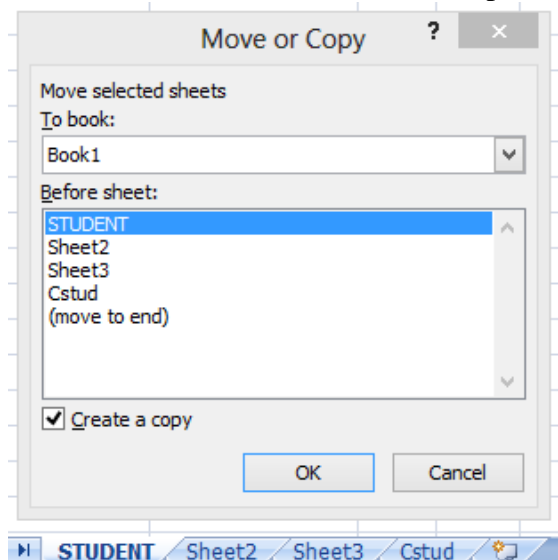 Move or Copy ?
Move selected sheets
To book:
Book1
Before sheet:
STUDENT
Sheet2
Sheet3
Cstud
(move to end)
Create a copy
OK Cancel
STUDENT Sheet2 Sheet3 Cstud